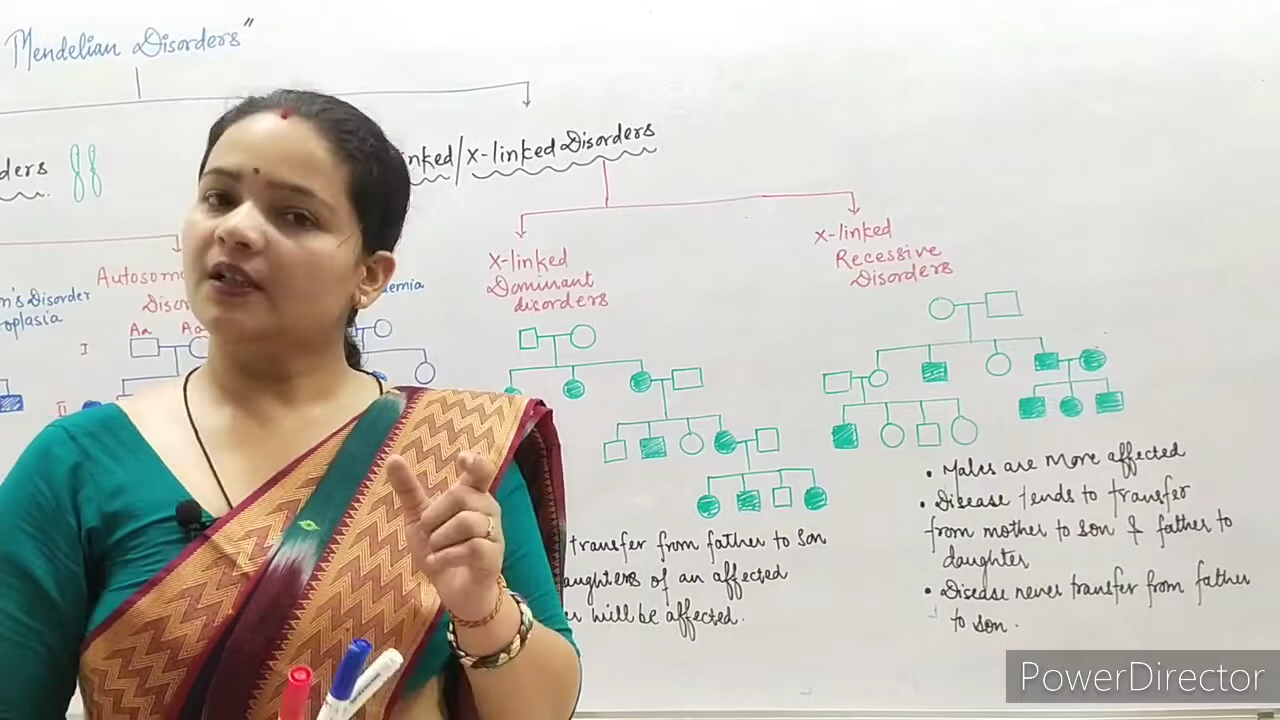 Mendelian Disorders"
ders
nked/X-linked Disorders
X-linked
Dominant
disorders
X-linked
Recessive
Disorders
Autosom
Diso
n's Disorder
oplasia
emia
Aa
I
II
transfer from father to son
aughters of an affected
will be affected.
• Males are more affected
• Disease tends to transfer
from mother to son & father to
daughter
• Disease never transfer from father
to son.
PowerDirector